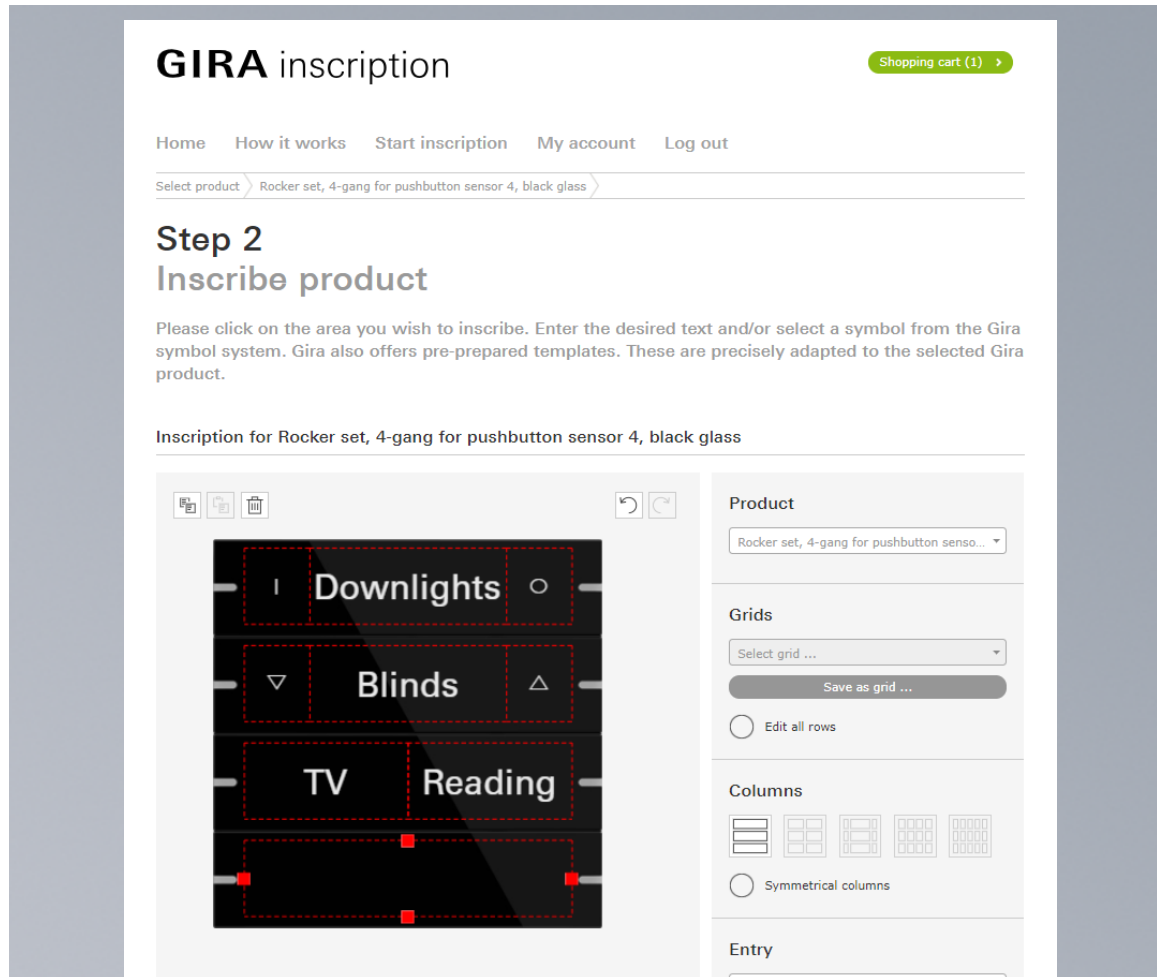 GIRA inscription
Shopping cart (1)
Home How it works Start inscription My account Log out
Select product Rocker set, 4-gang for pushbutton sensor 4, black glass
Step 2
Inscribe product
Please click on the area you wish to inscribe. Enter the desired text and/or select a symbol from the Gira
symbol system. Gira also offers pre-prepared templates. These are precisely adapted to the selected Gira
product.
Inscription for Rocker set, 4-gang for pushbutton sensor 4, black glass
I Downlights O
Blinds
TV Reading
Product
Rocker set, 4-gang for pushbutton senso...
Grids
Select grid ...
Save as grid ...
Edit all rows
Columns
Symmetrical columns
Entry